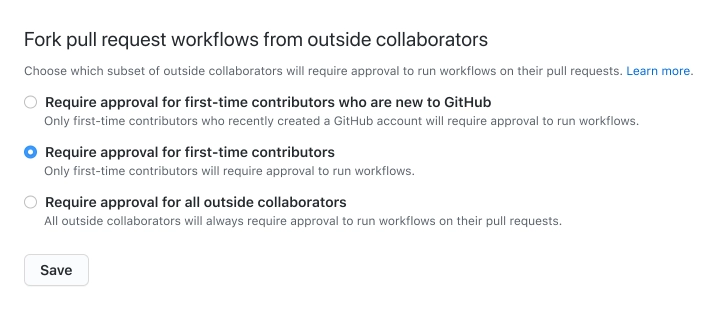 Fork pull request workflows from outside collaborators
Choose which subset of outside collaborators will require approval to run workflows on their pull requests. Learn more.
Require approval for first-time contributors who are new to GitHub
Only first-time contributors who recently created a GitHub account will require approval to run workflows.
Require approval for first-time contributors
Only first-time contributors will require approval to run workflows.
Require approval for all outside collaborators
All outside collaborators will always require approval to run workflows on their pull requests.
Save